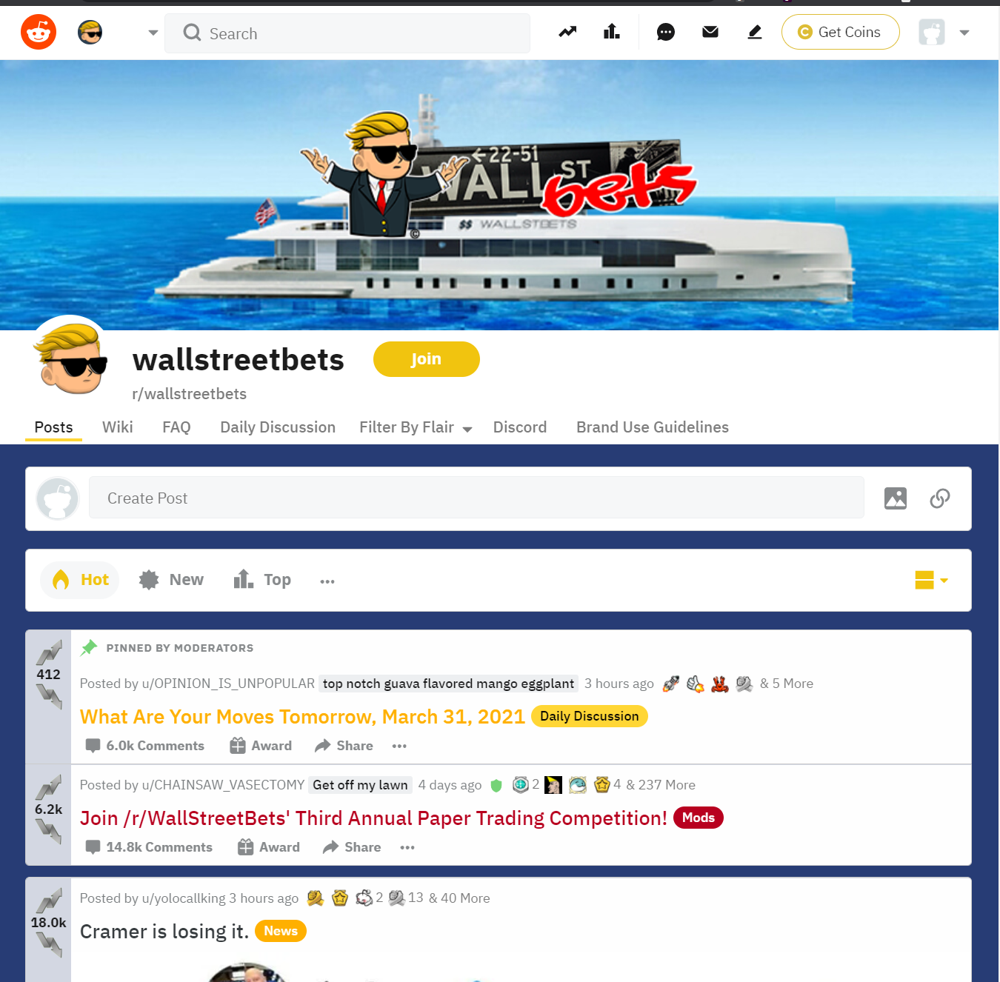 Search
Get Coins
←22-51
WALL ST
bets
$$ WALLSTBETS
©
wallstreetbets
Join
r/wallstreetbets
Posts Wiki FAQ Daily Discussion Filter By Flair Discord Brand Use Guidelines
Create Post
Hot New Top ...
PINNED BY MODERATORS
412
Posted by u/OPINION_IS_UNPOPULAR top notch guava flavored mango eggplant 3 hours ago & 5 More
What Are Your Moves Tomorrow, March 31, 2021 Daily Discussion
6.0k Comments Award Share ...
Posted by u/CHAINSAW_VASECTOMY Get off my lawn 4 days ago 2 4 & 237 More
6.2k
Join /r/WallStreetBets' Third Annual Paper Trading Competition! Mods
14.8k Comments Award Share ...
Posted by u/yolocallking 3 hours ago 2 13 & 40 More
18.0k
Cramer is losing it. News